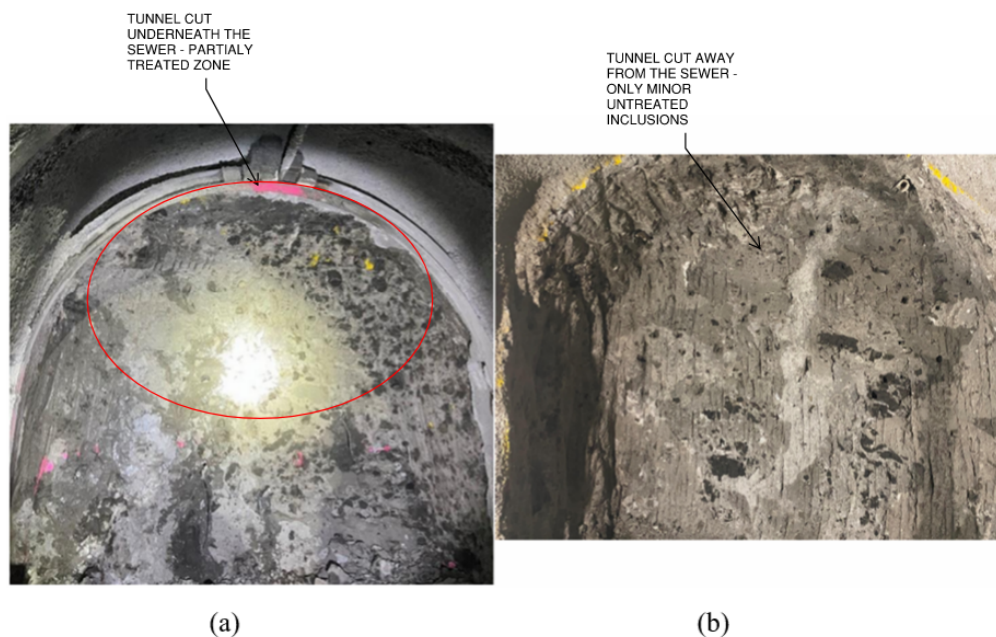 TUNNEL CUT
UNDERNEATH THE
SEWER - PARTIALY
TREATED ZONE
TUNNEL CUT AWAY
FROM THE SEWER -
ONLY MINOR
UNTREATED
INCLUSIONS
(a)
(b)